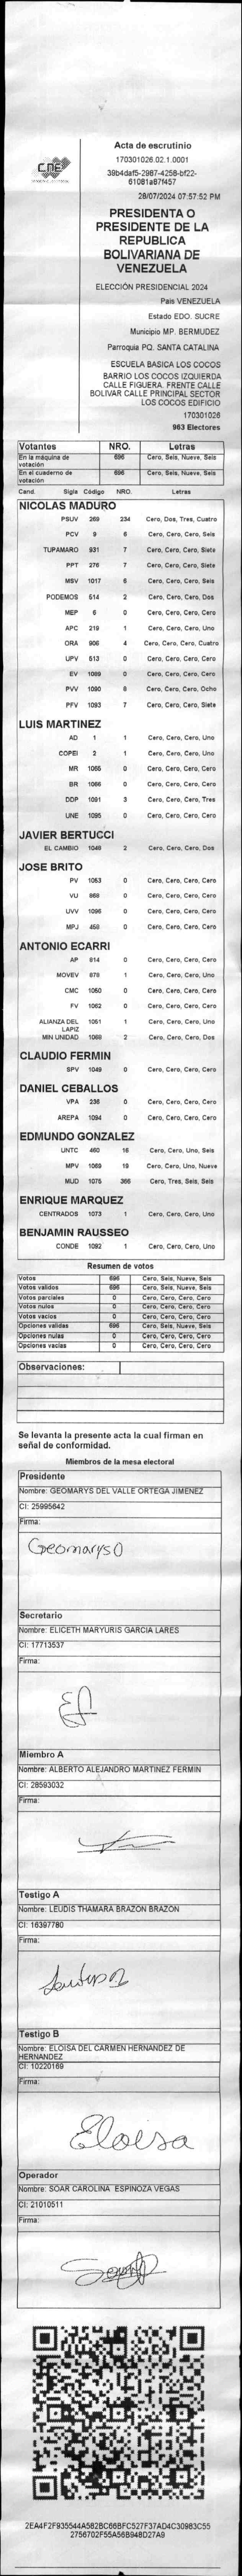 CNE
Acta de escrutinio
170301026.02.1.0001
39b4daf5-2987-4258-bf22-
61081a87f457
28/07/2024 07:57:52 PM
PRESIDENTA O
PRESIDENTE DE LA
REPUBLICA
BOLIVARIANA DE
VENEZUELA
ELECCIÓN PRESIDENCIAL 2024
Pais VENEZUELA
Estado EDO. SUCRE
Municipio MP. BERMUDEZ
Parroquia PQ. SANTA CATALINA
ESCUELA BASICA LOS COCOS
BARRIO LOS COCOS IZQUIERDA
CALLE FIGUERA. FRENTE CALLE
BOLIVAR CALLE PRINCIPAL SECTOR
LOS COCOS EDIFICIO
170301026
963 Electores
Votantes NRO. Letras
En la máquina de votación 696 Cero, Seis, Nueve, Seis
En el cuaderno de votación 696 Cero, Seis, Nueve, Seis
Cand. Sigla Código NRO. Letras
NICOLAS MADURO
PSUV 269 234 Cero, Dos, Tres, Cuatro
PCV 9 6 Cero, Cero, Cero, Seis
TUPAMARO 931 7 Cero, Cero, Cero, Siete
PPT 276 7 Cero, Cero, Cero, Siete
MSV 1017 6 Cero, Cero, Cero, Seis
PODEMOS 514 2 Cero, Cero, Cero, Dos
MEP 6 0 Cero, Cero, Cero, Cero
APC 219 1 Cero, Cero, Cero, Uno
ORA 906 4 Cero, Cero, Cero, Cuatro
UPV 513 0 Cero, Cero, Cero, Cero
EV 1089 0 Cero, Cero, Cero, Cero
PVV 1090 8 Cero, Cero, Cero, Ocho
PFV 1093 7 Cero, Cero, Cero, Siete
LUIS MARTINEZ
AD 1 1 Cero, Cero, Cero, Uno
COPEI 2 1 Cero, Cero, Cero, Uno
MR 1065 0 Cero, Cero, Cero, Cero
BR 1066 0 Cero, Cero, Cero, Cero
DDP 1091 3 Cero, Cero, Cero, Tres
UNE 1095 0 Cero, Cero, Cero, Cero
JAVIER BERTUCCI
EL CAMBIO 1048 2 Cero, Cero, Cero, Dos
JOSE BRITO
PV 1053 0 Cero, Cero, Cero, Cero
VU 868 0 Cero, Cero, Cero, Cero
UVV 1096 0 Cero, Cero, Cero, Cero
MPJ 458 0 Cero, Cero, Cero, Cero
ANTONIO ECARRI
AP 814 0 Cero, Cero, Cero, Cero
MOVEV 878 1 Cero, Cero, Cero, Uno
CMC 1050 0 Cero, Cero, Cero, Cero
FV 1062 0 Cero, Cero, Cero, Cero
ALIANZA DEL LAPIZ 1051 1 Cero, Cero, Cero, Uno
MIN UNIDAD 1068 2 Cero, Cero, Cero, Dos
CLAUDIO FERMIN
SPV 1049 0 Cero, Cero, Cero, Cero
DANIEL CEBALLOS
VPA 236 0 Cero, Cero, Cero, Cero
AREPA 1094 0 Cero, Cero, Cero, Cero
EDMUNDO GONZALEZ
UNTC 460 16 Cero, Cero, Uno, Seis
MPV 1069 19 Cero, Cero, Uno, Nueve
MUD 1075 366 Cero, Tres, Seis, Seis
ENRIQUE MARQUEZ
CENTRADOS 1073 1 Cero, Cero, Cero, Uno
BENJAMIN RAUSSEO
CONDE 1092 1 Cero, Cero, Cero, Uno
Resumen de votos
Votos 696 Cero, Seis, Nueve, Seis
Votos validos 696 Cero, Seis, Nueve, Seis
Votos parciales 0 Cero, Cero, Cero, Cero
Votos nulos 0 Cero, Cero, Cero, Cero
Votos vacios 0 Cero, Cero, Cero, Cero
Opciones validas 696 Cero, Seis, Nueve, Seis
Opciones nulas 0 Cero, Cero, Cero, Cero
Opciones vacias 0 Cero, Cero, Cero, Cero
Observaciones:
Se levanta la presente acta la cual firman en
señal de conformidad.
Miembros de la mesa electoral
Presidente
Nombre: GEOMARYS DEL VALLE ORTEGA JIMENEZ
CI: 25995642
Firma:
Geomarys O
Secretario
Nombre: ELICETH MARYURIS GARCIA LARES
CI: 17713537
Firma:
Miembro A
Nombre: ALBERTO ALEJANDRO MARTINEZ FERMIN
CI: 28593032
Firma:
Testigo A
Nombre: LEUDIS THAMARA BRAZON BRAZON
CI: 16397780
Firma:
Testigo B
Nombre: ELOISA DEL CARMEN HERNANDEZ DE
HERNANDEZ
CI: 10220169
Firma:
Eloisa
Operador
Nombre: SOAR CAROLINA ESPINOZA VEGAS
CI: 21010511
Firma:
2EA4F2F935544A582BC66BFC527F37AD4C30983C55
2756702F55A56B948D27A9